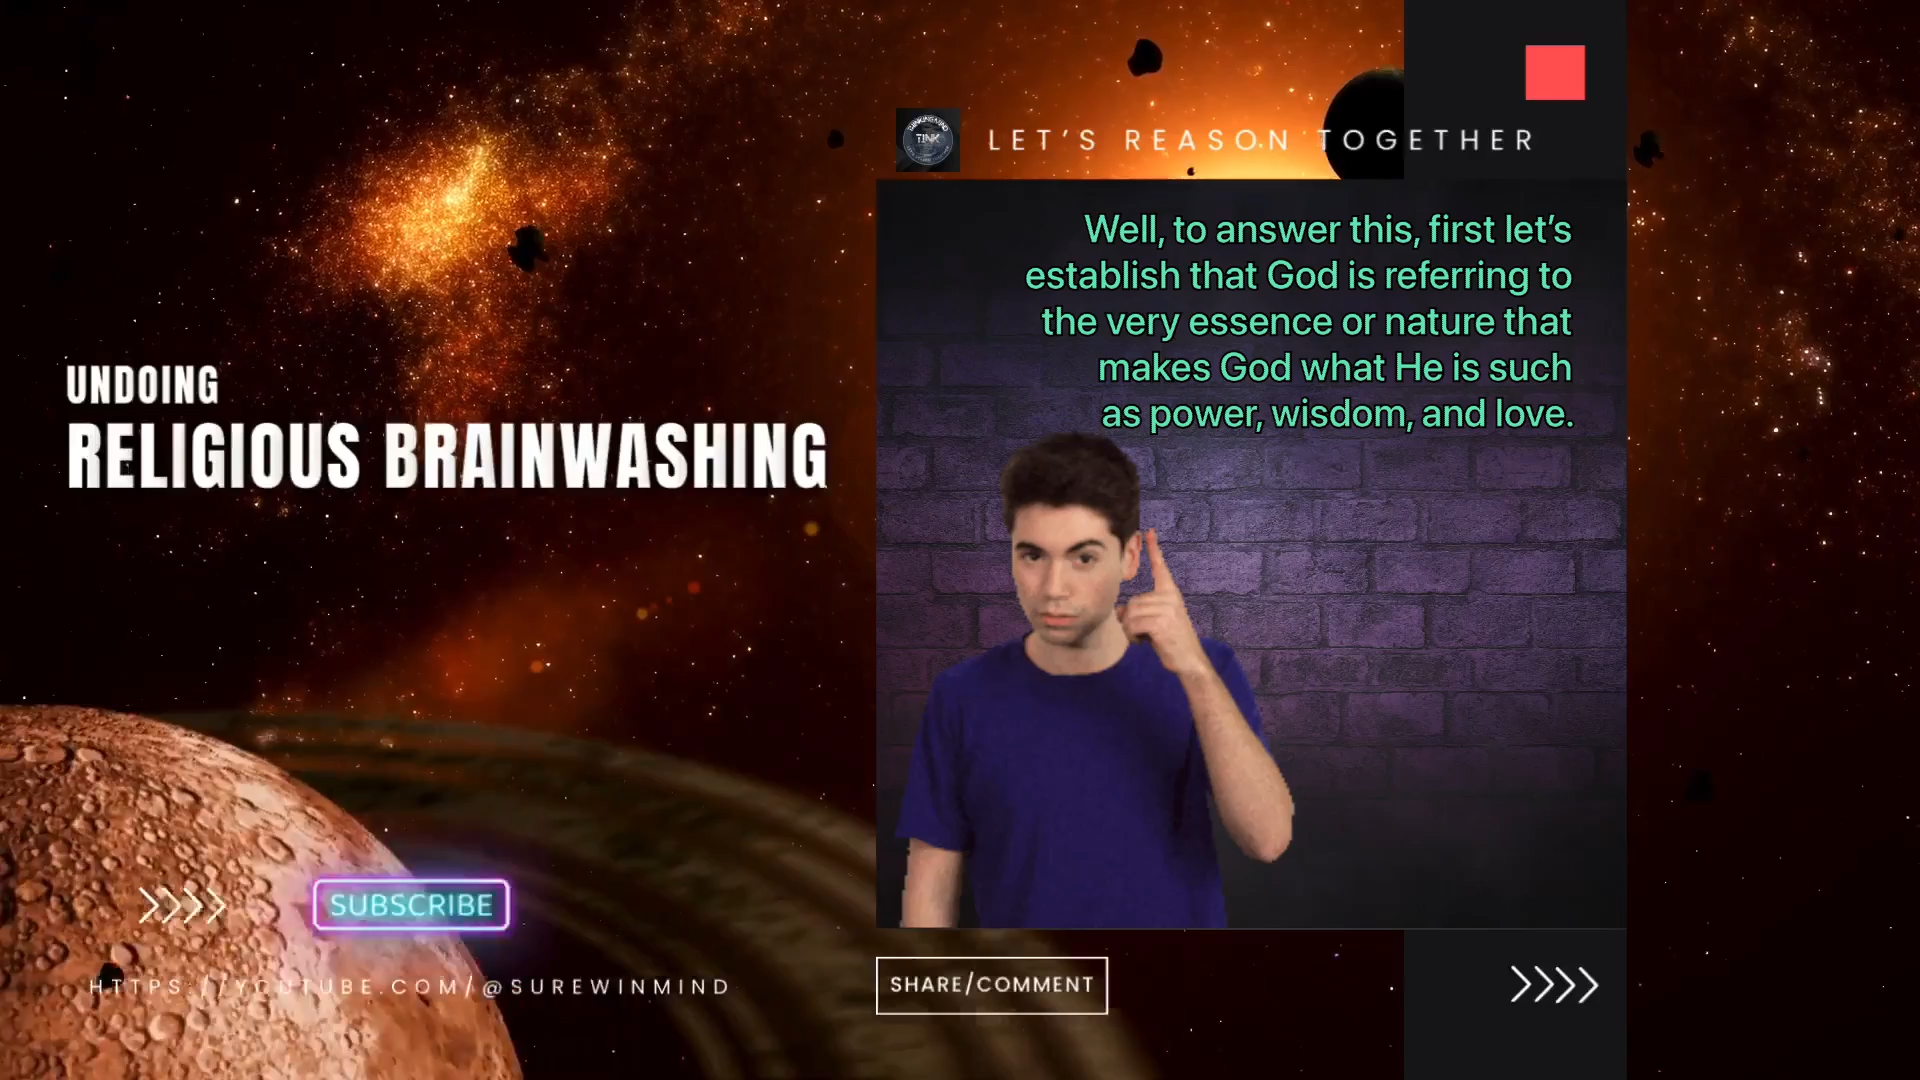 UNDOING
RELIGIOUS BRAINWASHING
SUBSCRIBE
HTTPS://YOUTUBE.COM/@SUREWINMIND
LET'S REASON TOGETHER
Well, to answer this, first let's
establish that God is referring to
the very essence or nature that
makes God what He is such
as power, wisdom, and love.
SHARE/COMMENT